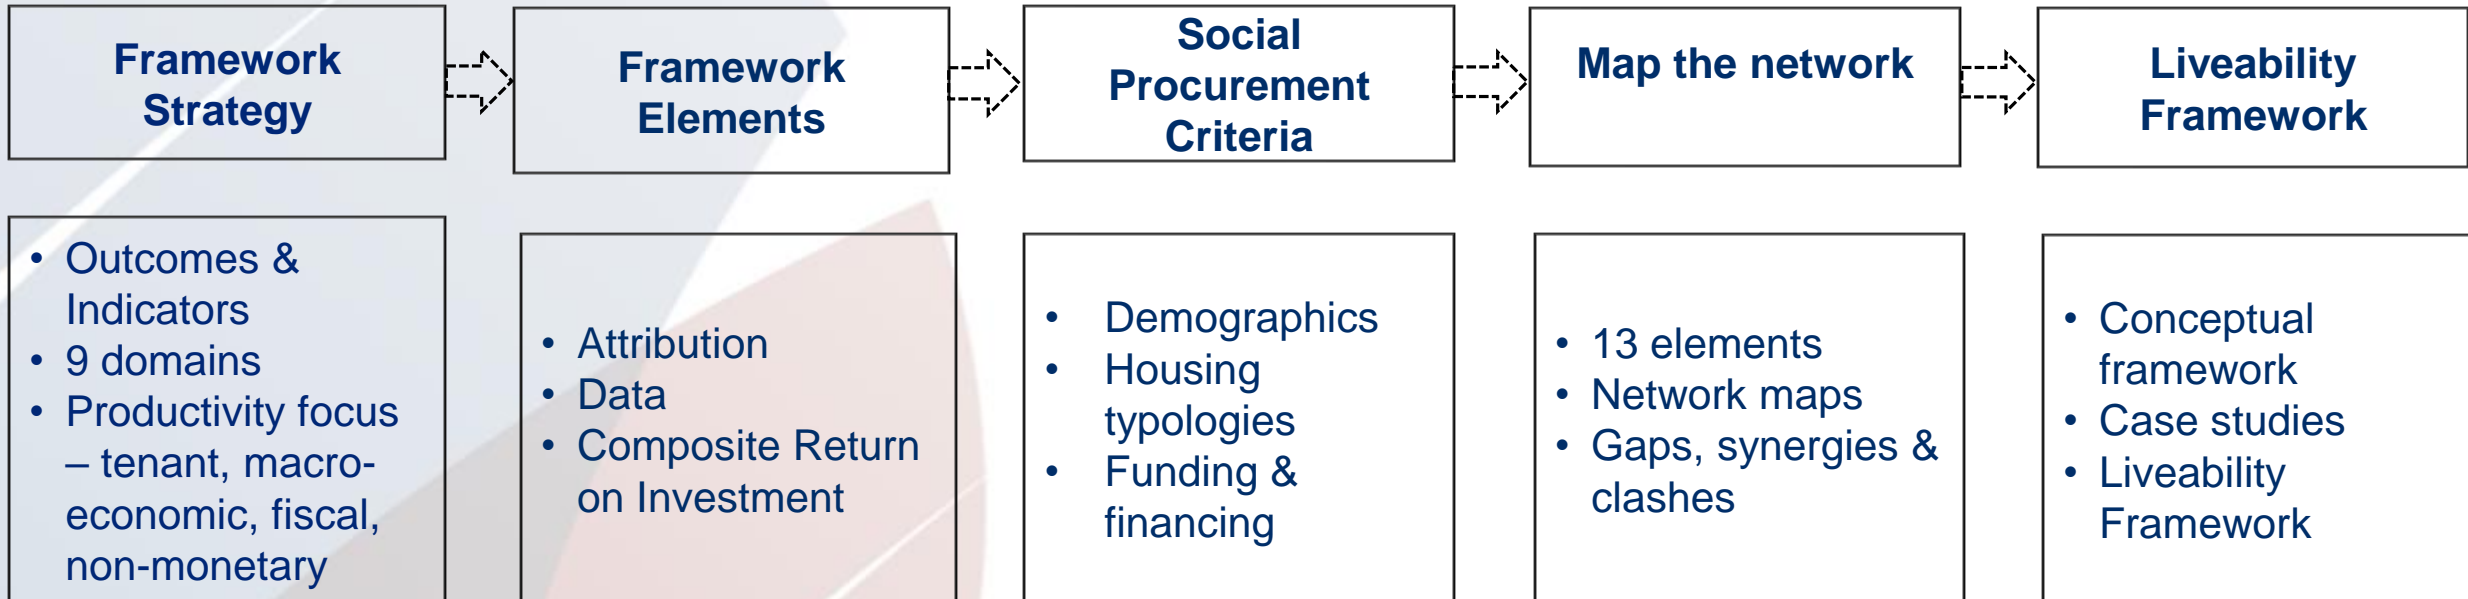 Framework
Strategy
Framework
Elements
Social
Procurement
Criteria
Map the network
Liveability
Framework
• Outcomes &
Indicators
• 9 domains
• Productivity focus
– tenant, macro-
economic, fiscal,
non-monetary
• Attribution
• Data
• Composite Return
on Investment
• Demographics
• Housing
typologies
• Funding &
financing
• 13 elements
• Network maps
• Gaps, synergies &
clashes
• Conceptual
framework
• Case studies
• Liveability
Framework